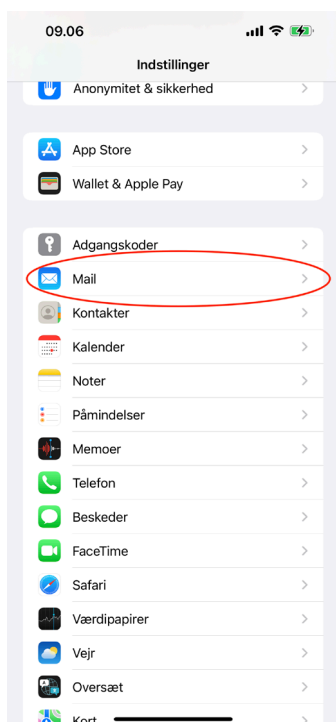 09.06
Indstillinger
Anonymitet & sikkerhed
App Store
Wallet & Apple Pay
Adgangskoder
Mail
Kontakter
Kalender
Noter
Påmindelser
Memoer
Telefon
Beskeder
FaceTime
Safari
Værdipapirer
Vejr
Oversæt
Kort